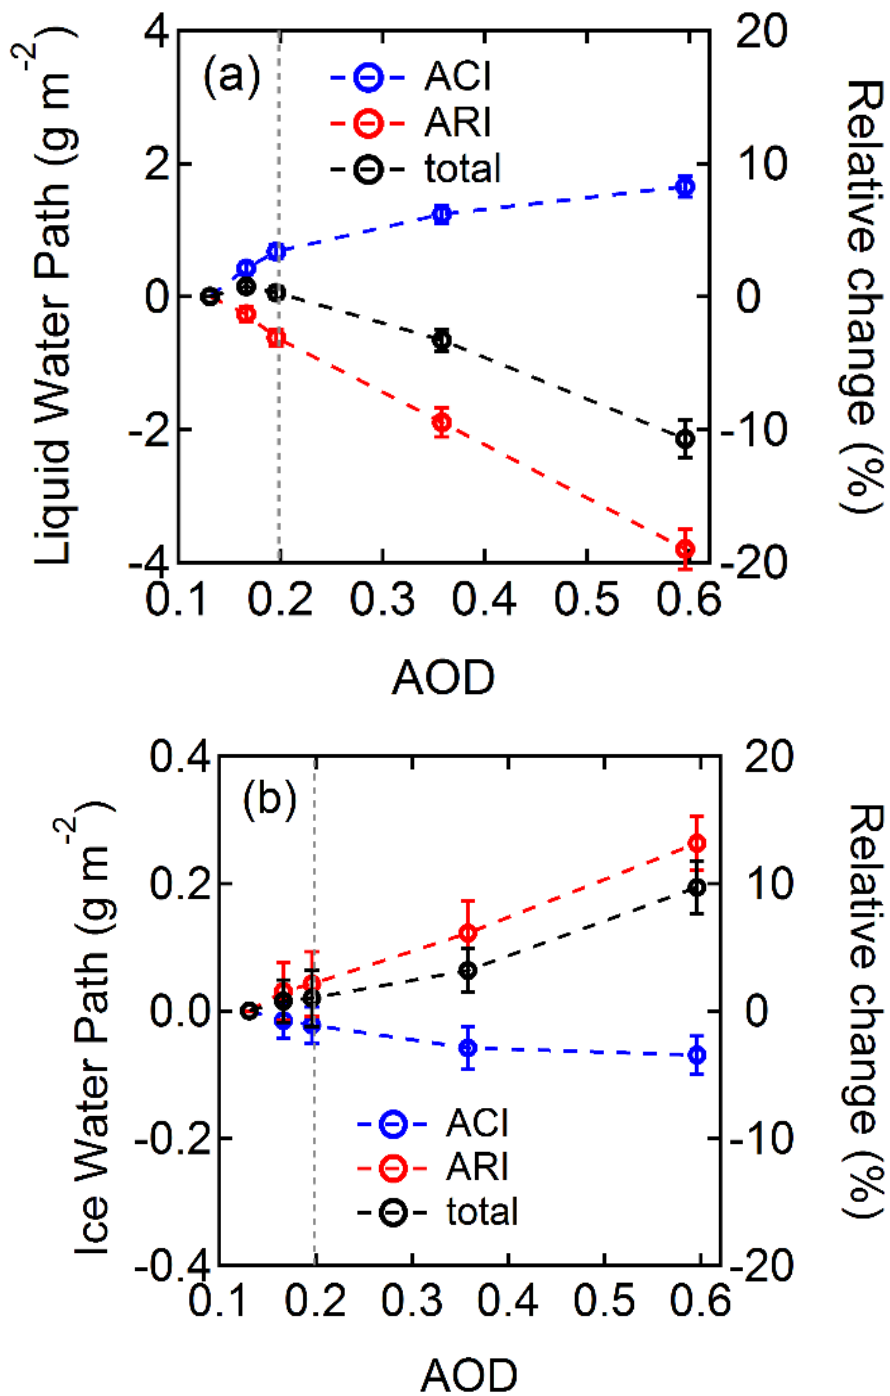 4
2
0
-2
-4
Liquid Water Path (g m-2)
(a)
ACI
ARI
total
20
10
0
-10
-20
Relative change (%)
0.1 0.2 0.3 0.4 0.5 0.6
AOD
0.4
0.2
0.0
-0.2
-0.4
Ice Water Path (g m-2)
(b)
ACI
ARI
total
20
10
0
-10
-20
Relative change (%)
0.1 0.2 0.3 0.4 0.5 0.6
AOD